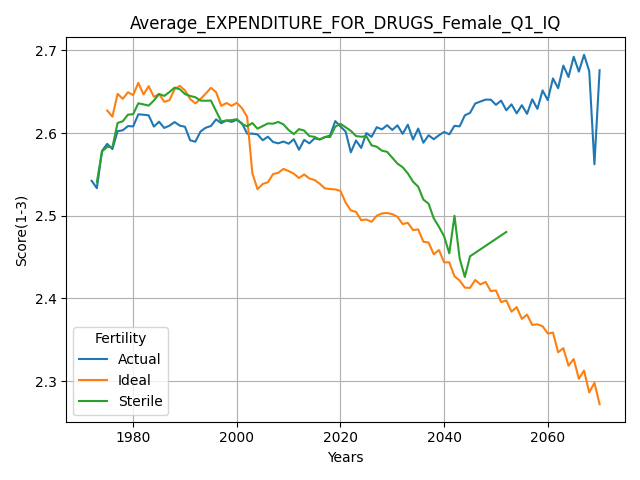 Average_EXPENDITURE_FOR_DRUGS_Female_Q1_IQ
2.7
2.6
2.5
2.4
2.3
Score(1-3)
Fertility
Actual
Ideal
Sterile
1980 2000 2020 2040 2060
Years